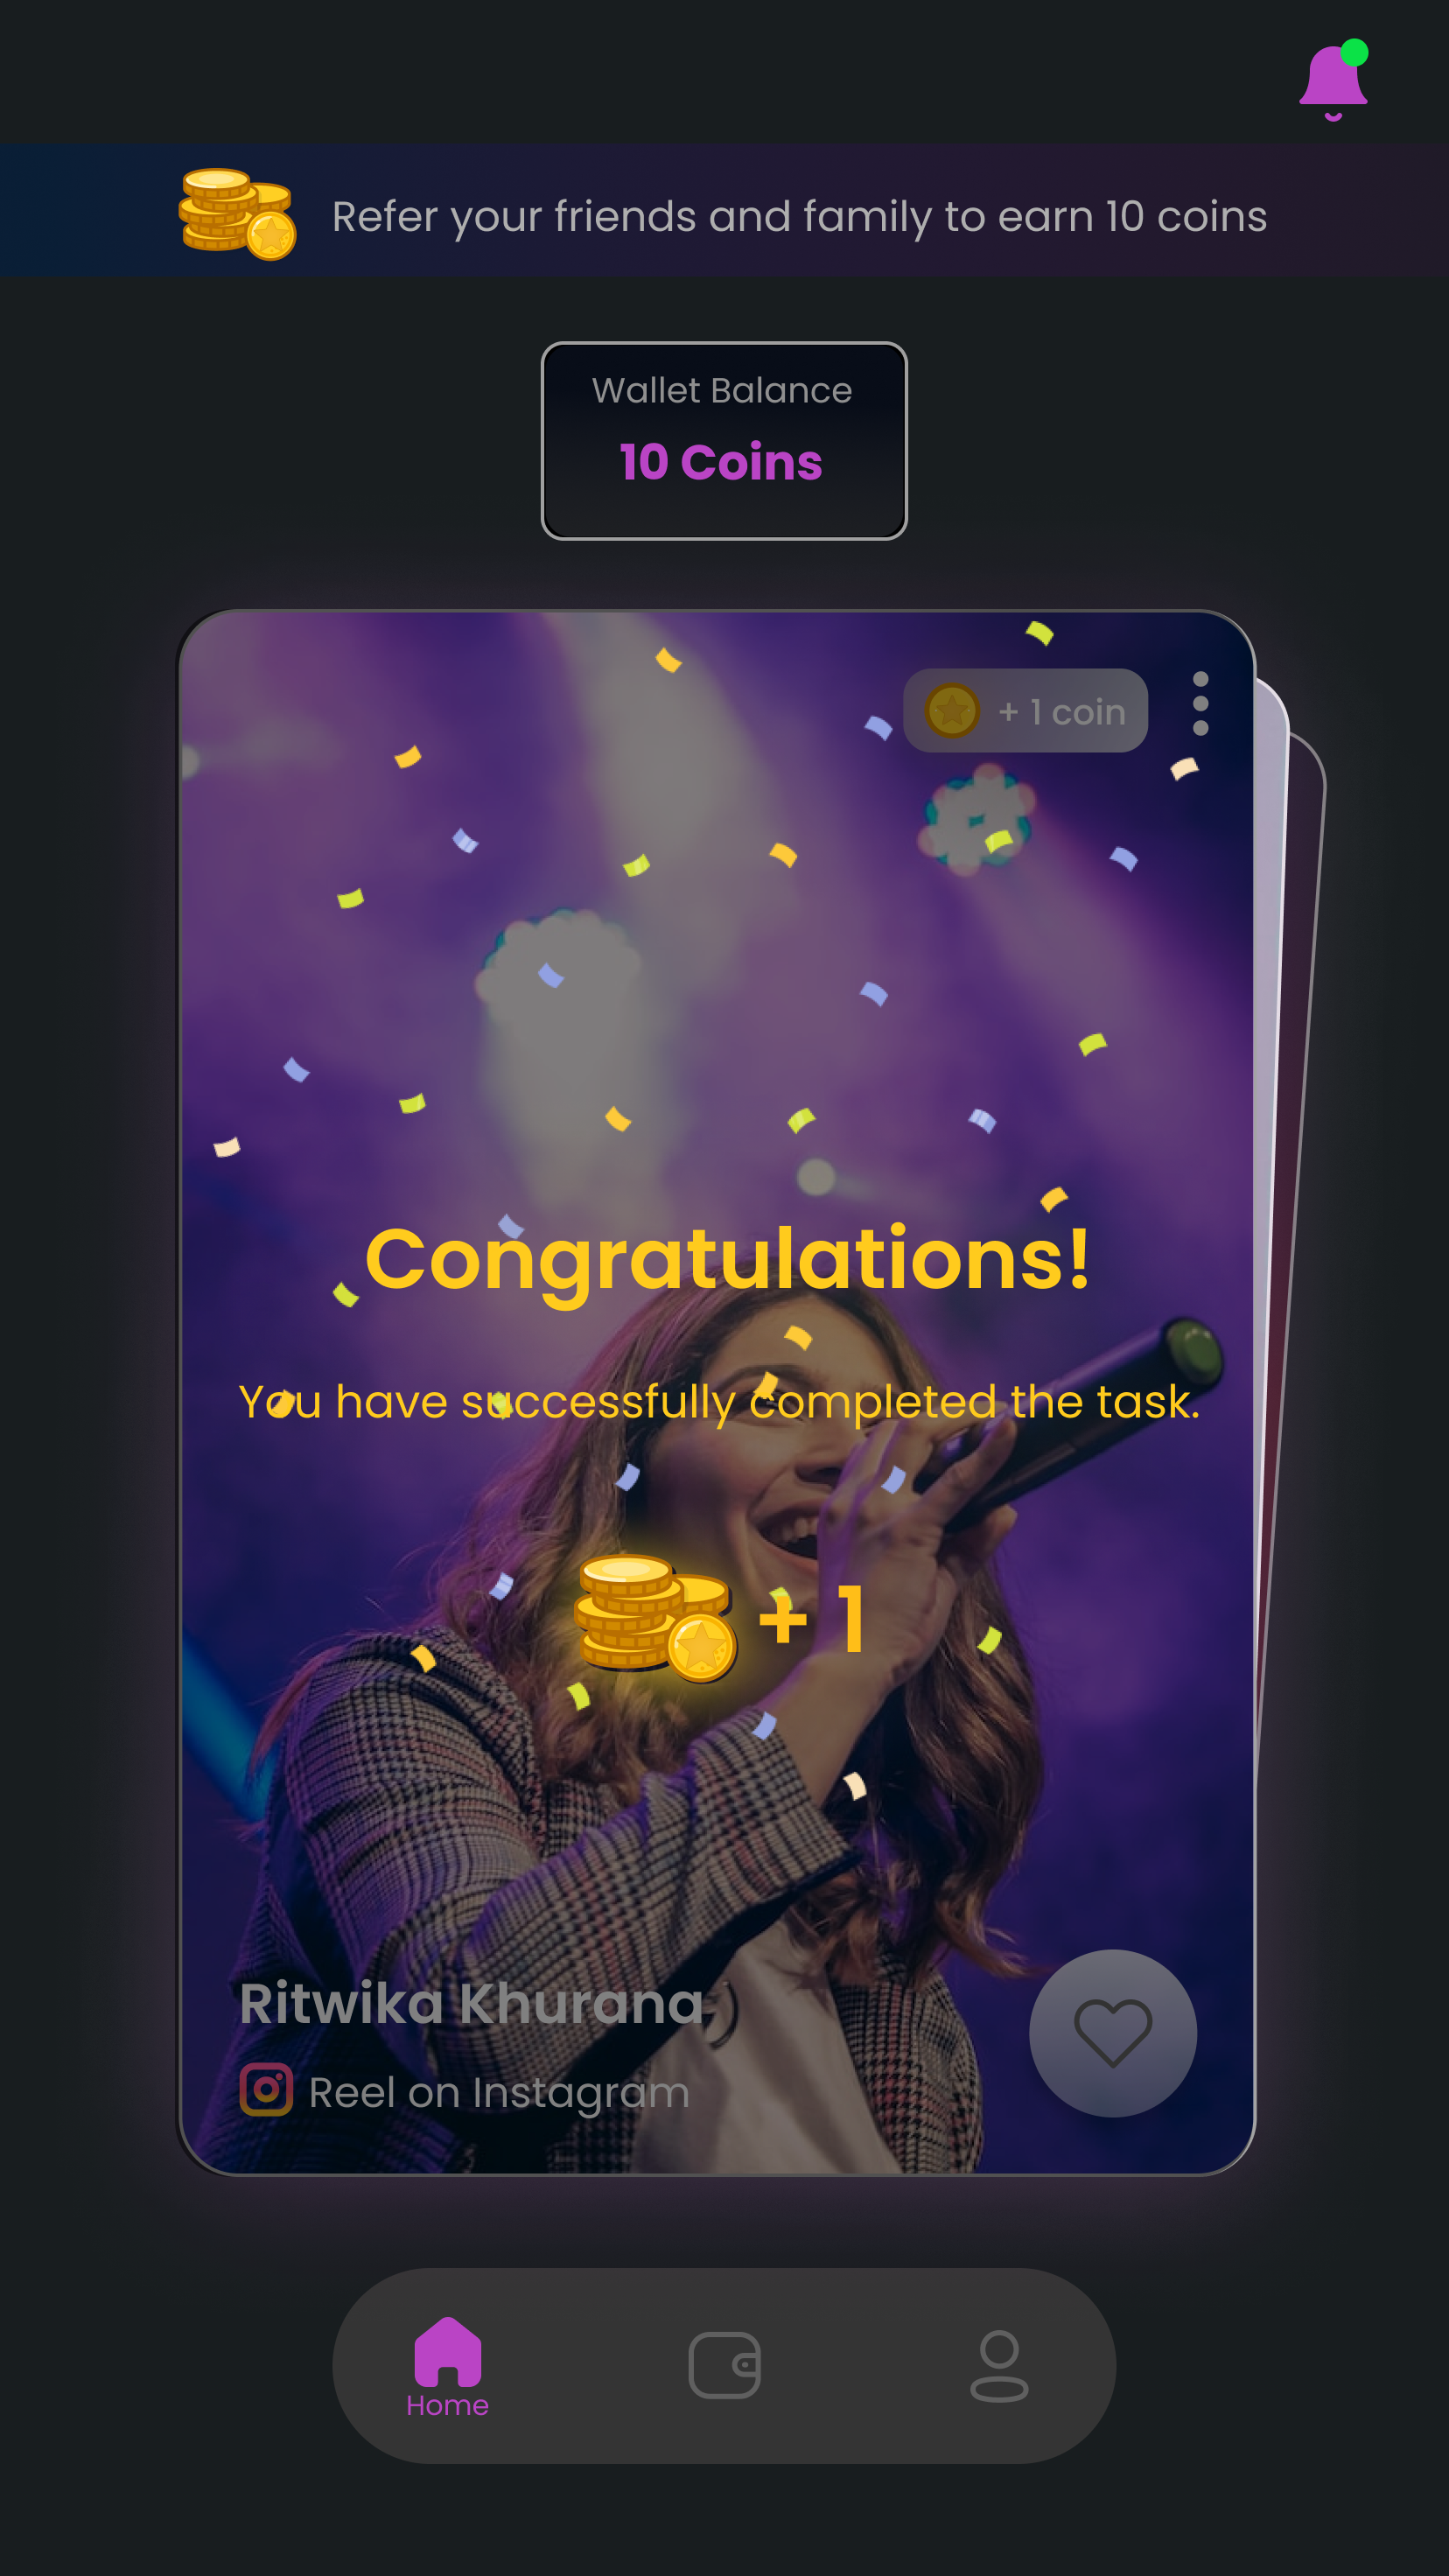 Refer your friends and family to earn 10 coins
Wallet Balance
10 Coins
+ 1 coin
Congratulations!
You have successfully completed the task.
+ 1
Ritwika Khurana
Reel on Instagram
Home